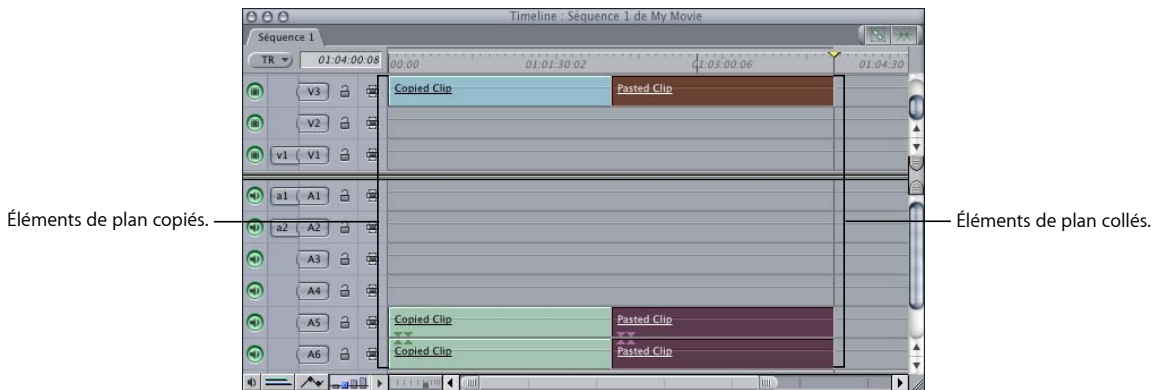 Timeline : Séquence 1 de My Movie
Séquence 1
TR 01:04:00:08 00:00 01:01:30:02 01:03:00:06 01:04:30:
V3 Copied Clip Pasted Clip
V2
v1 V1
a1 A1
Éléments de plan copiés. a2 A2 Éléments de plan collés.
A3
A4
A5 Copied Clip Pasted Clip
A6 Copied Clip Pasted Clip